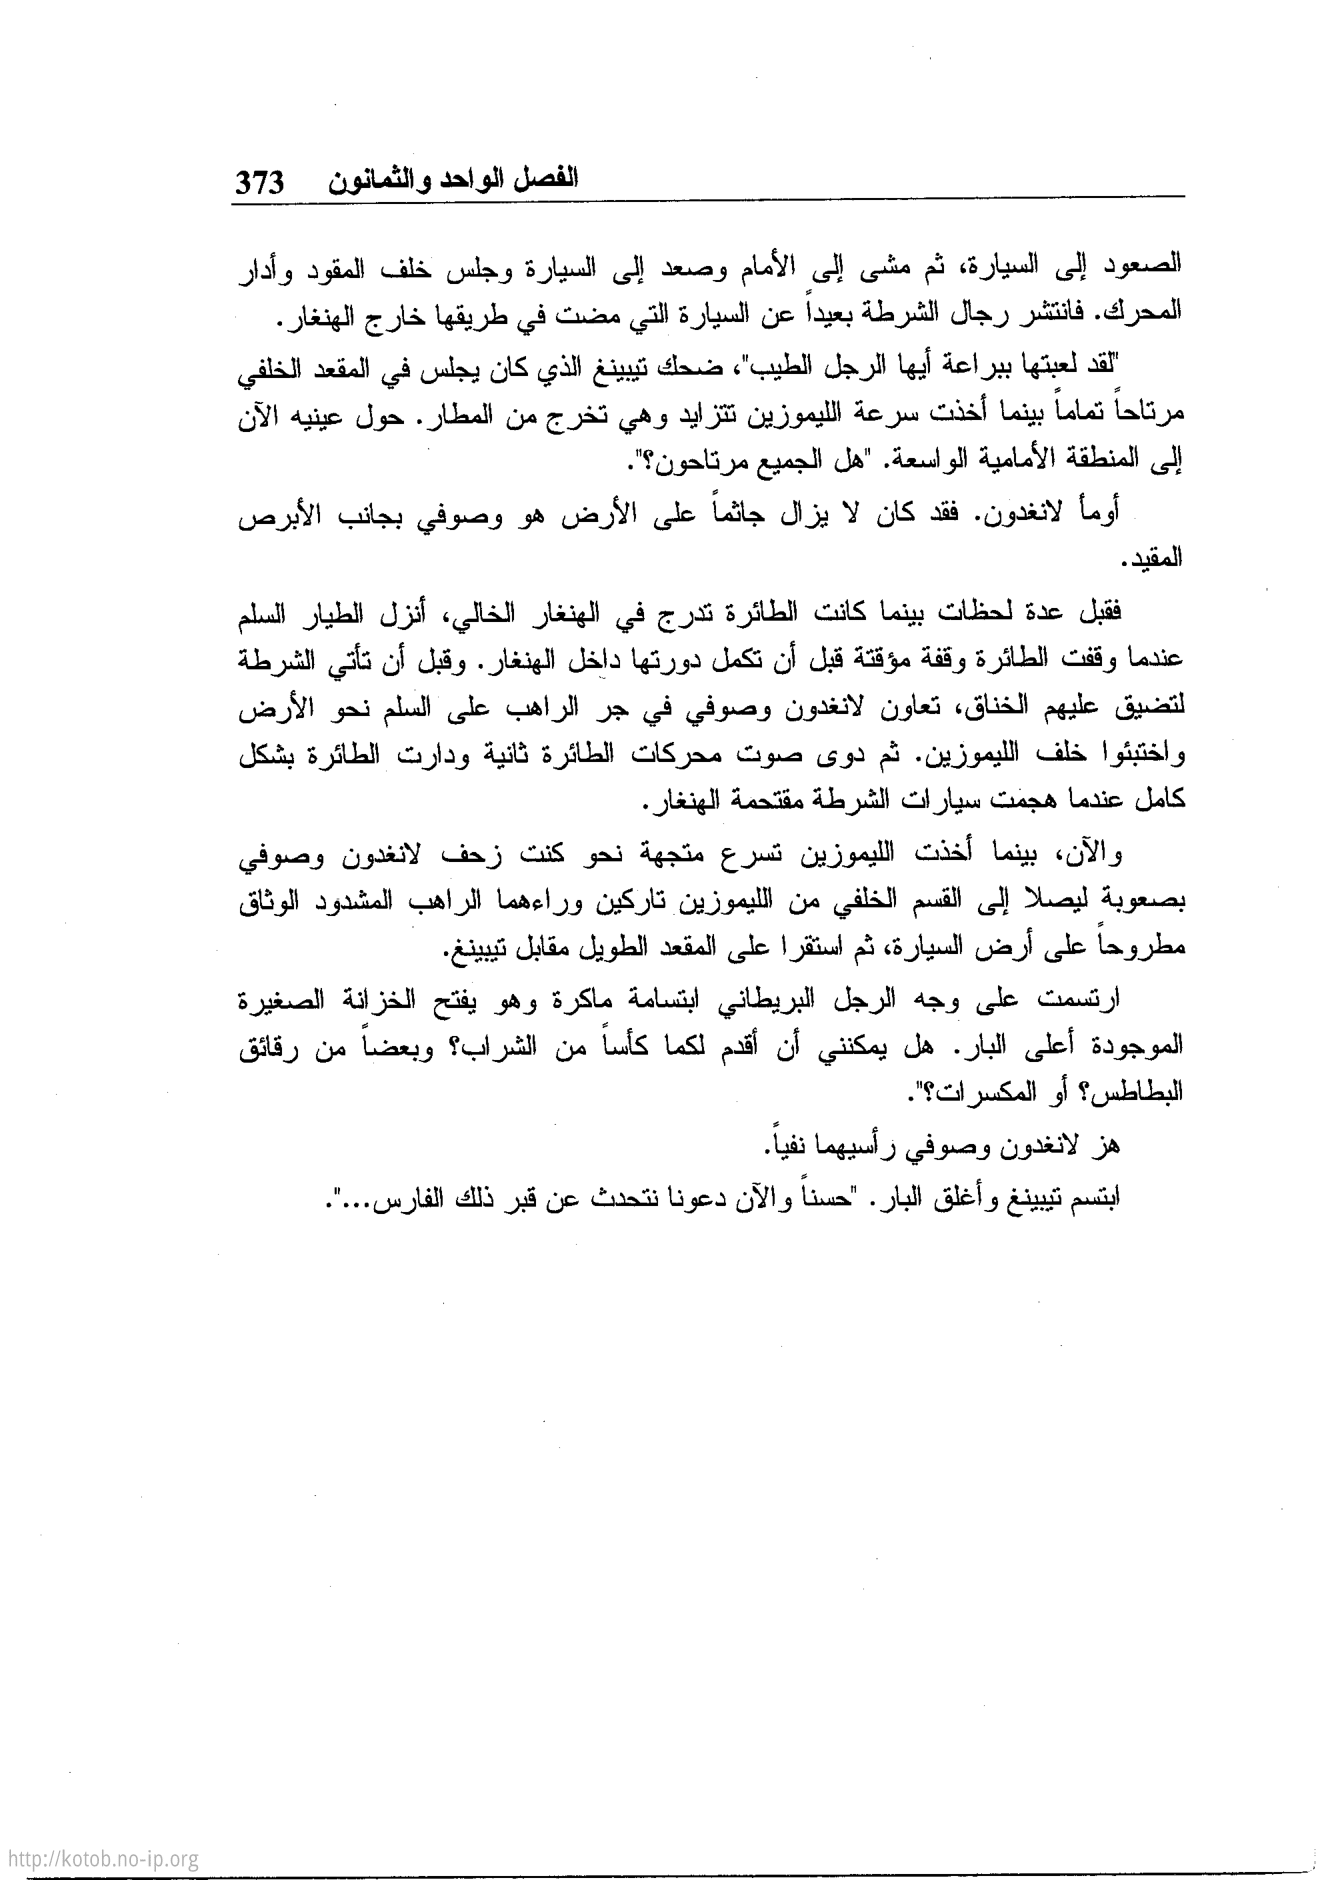 الفصل الواحد والثمانون 373
الصعود إلى السيارة، ثم مشى إلى الأمام وصعد إلى السيارة وجلس خلف المقود وأدار
المحرك. فانتشر رجال الشرطة بعيداً عن السيارة التي مضت في طريقها خارج الهنغار.
"لقد لعبتها ببراعة أيها الرجل الطيب"، ضحك تيبينغ الذي كان يجلس في المقعد الخلفي
مرتاحاً تماماً بينما أخذت سرعة الليموزين تتزايد وهي تخرج من المطار. حول عينيه الآن
إلى المنطقة الأمامية الواسعة. "هل الجميع مرتاحون؟".
أومأ لانغدون. فقد كان لا يزال جاثماً على الأرض هو وصوفي بجانب الأبرص
المقيد.
فقبل عدة لحظات بينما كانت الطائرة تدرج في الهنغار الخالي، أنزل الطيار السلم
عندما وقفت الطائرة وقفة مؤقتة قبل أن تكمل دورتها داخل الهنغار. وقبل أن تأتي الشرطة
لتضيق عليهم الخناق، تعاون لانغدون وصوفي في جر الراهب على السلم نحو الأرض
واختبئوا خلف الليموزين. ثم دوى صوت محركات الطائرة ثانية ودارت الطائرة بشكل
كامل عندما هجمت سيارات الشرطة مقتحمة الهنغار.
والآن، بينما أخذت الليموزين تسرع متجهة نحو كنت زحف لانغدون وصوفي
بصعوبة ليصلا إلى القسم الخلفي من الليموزين تاركين وراءهما الراهب المشدود الوثاق
مطروحاً على أرض السيارة، ثم استقرا على المقعد الطويل مقابل تيبينغ.
ارتسمت على وجه الرجل البريطاني ابتسامة ماكرة وهو يفتح الخزانة الصغيرة
الموجودة أعلى البار. هل يمكنني أن أقدم لكما كأساً من الشراب؟ وبعضاً من رقائق
البطاطس؟ أو المكسرات؟".
هز لانغدون وصوفي رأسيهما نفياً.
ابتسم تيبينغ وأغلق البار. "حسناً والآن دعونا نتحدث عن قبر ذلك الفارس...".
http://kotob.no-ip.org